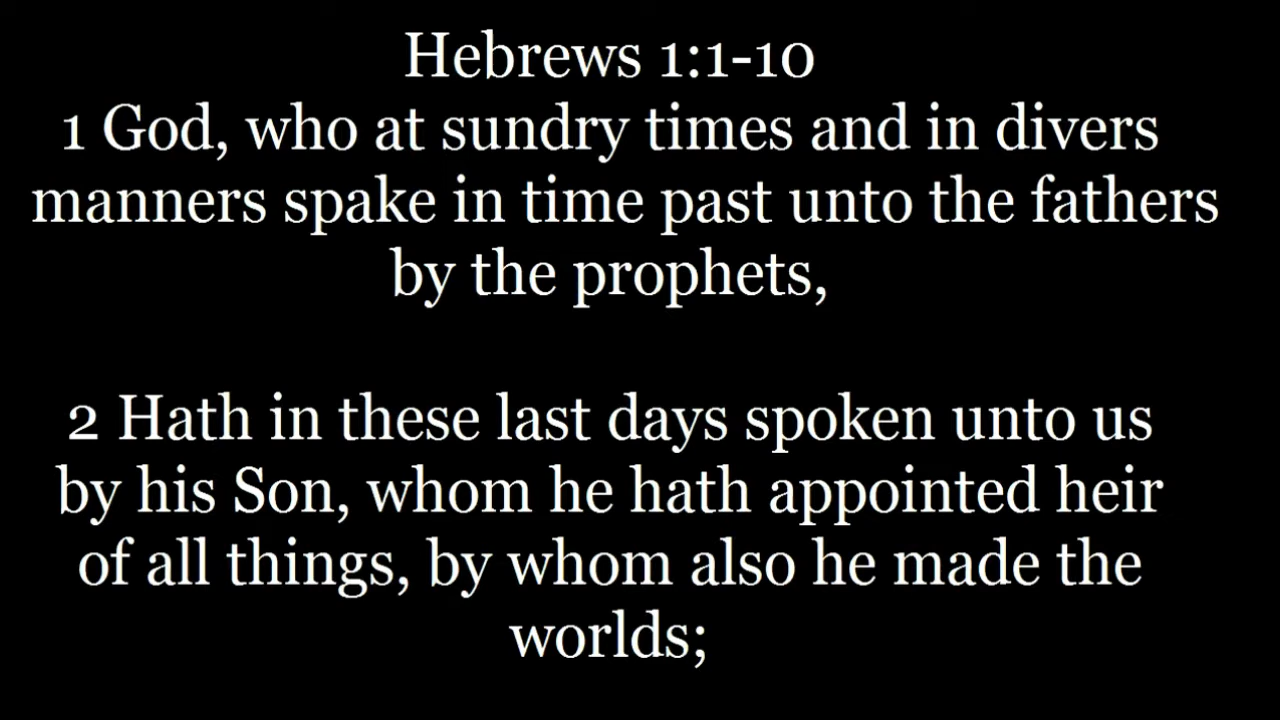 Hebrews 1:1-10
1 God, who at sundry times and in divers
manners spake in time past unto the fathers
by the prophets,
2 Hath in these last days spoken unto us
by his Son, whom he hath appointed heir
of all things, by whom also he made the
worlds;